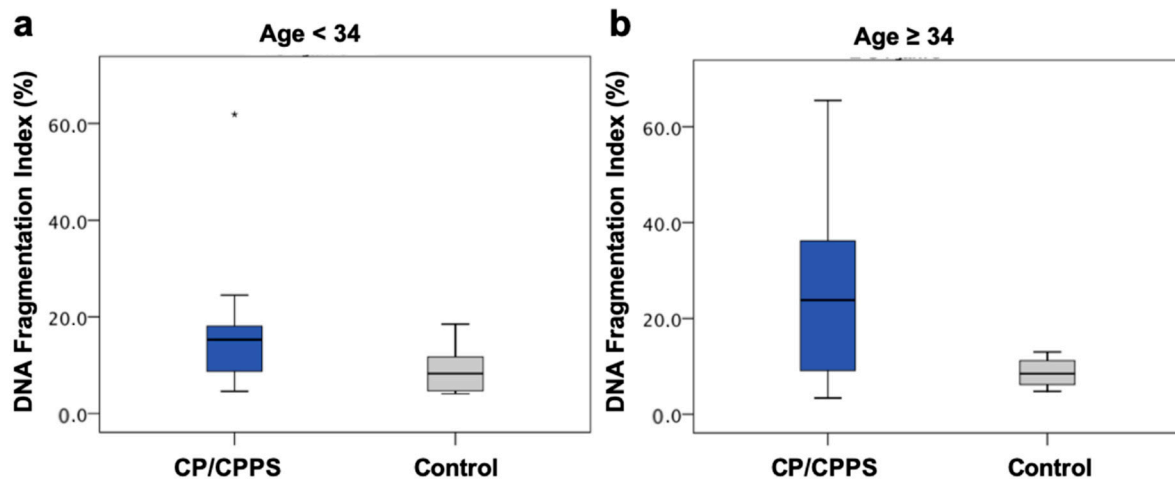 a
Age < 34
DNA Fragmentation Index (%)
60.0
40.0
20.0
0.0
*
CP/CPPS Control
b
Age ≥ 34
DNA Fragmentation Index (%)
60.0
40.0
20.0
0.0
CP/CPPS Control